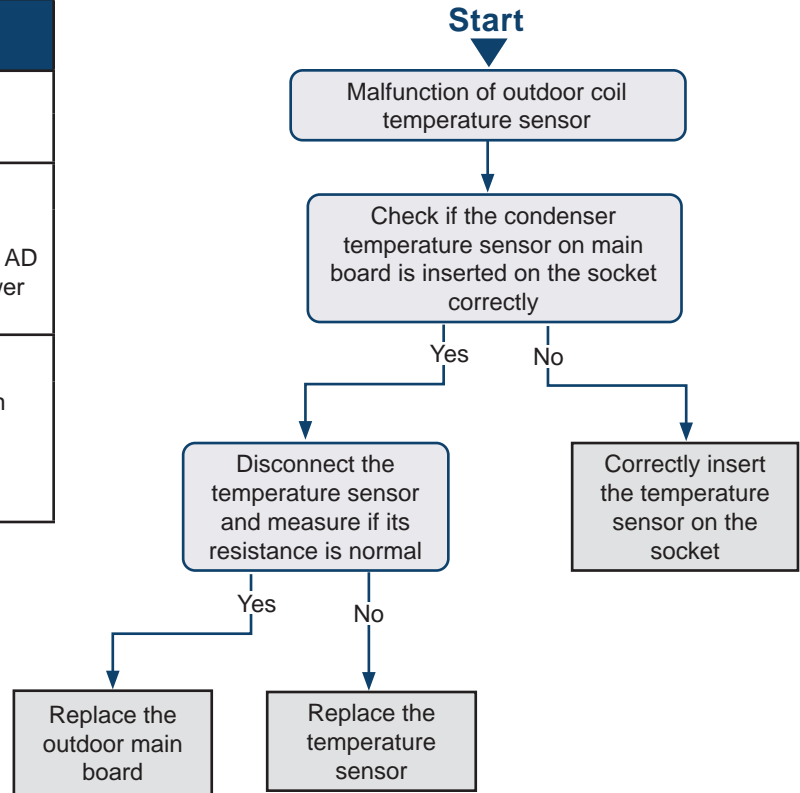 AD
Start
Malfunction of outdoor coil
temperature sensor
Check if the condenser
temperature sensor on main
board is inserted on the socket
correctly
Yes
No
Disconnect the
temperature sensor
and measure if its
resistance is normal
Correctly insert
the temperature
sensor on the
socket
Yes
No
Replace the
outdoor main
board
Replace the
temperature
sensor